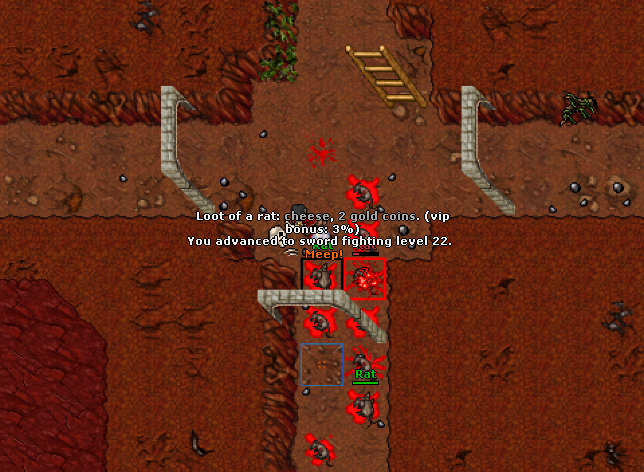 Loot of a rat: cheese, 2 gold coins. (vip
bonus: 3%)
You advanced to sword fighting level 22.
Rat
Meep!
Rat